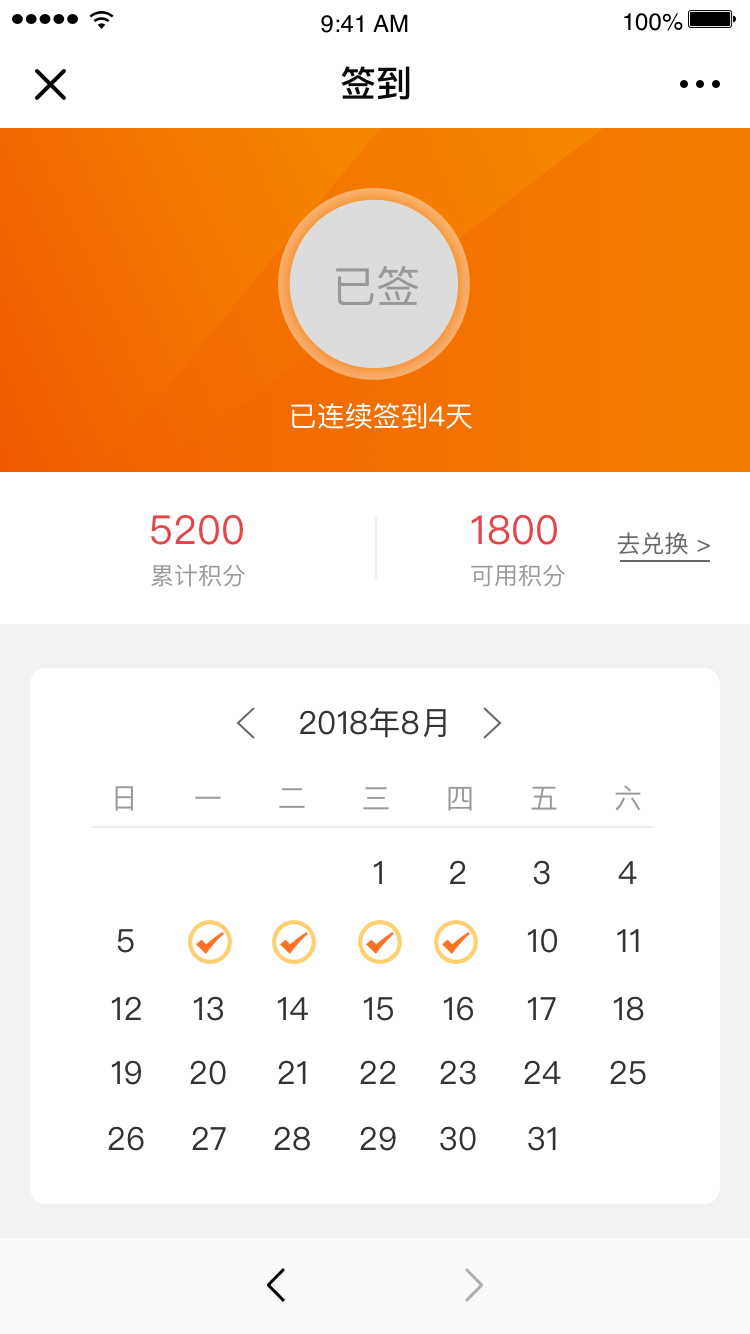 9:41 AM 100%
签到
已签
已连续签到4天
5200 1800
去兑换 >
累计积分 可用积分
2018年8月
日 一 二 三 四 五 六
1 2 3 4
5 10 11
12 13 14 15 16 17 18
19 20 21 22 23 24 25
26 27 28 29 30 31